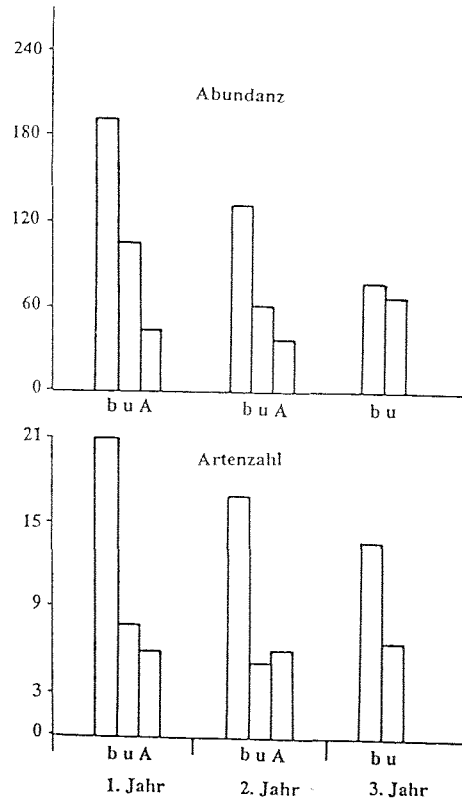 240
Abundanz
180
120
60
0
b u A
b u A
b u
21
Artenzahl
15
9
3
0
b u A
b u A
b u
1. Jahr
2. Jahr
3. Jahr